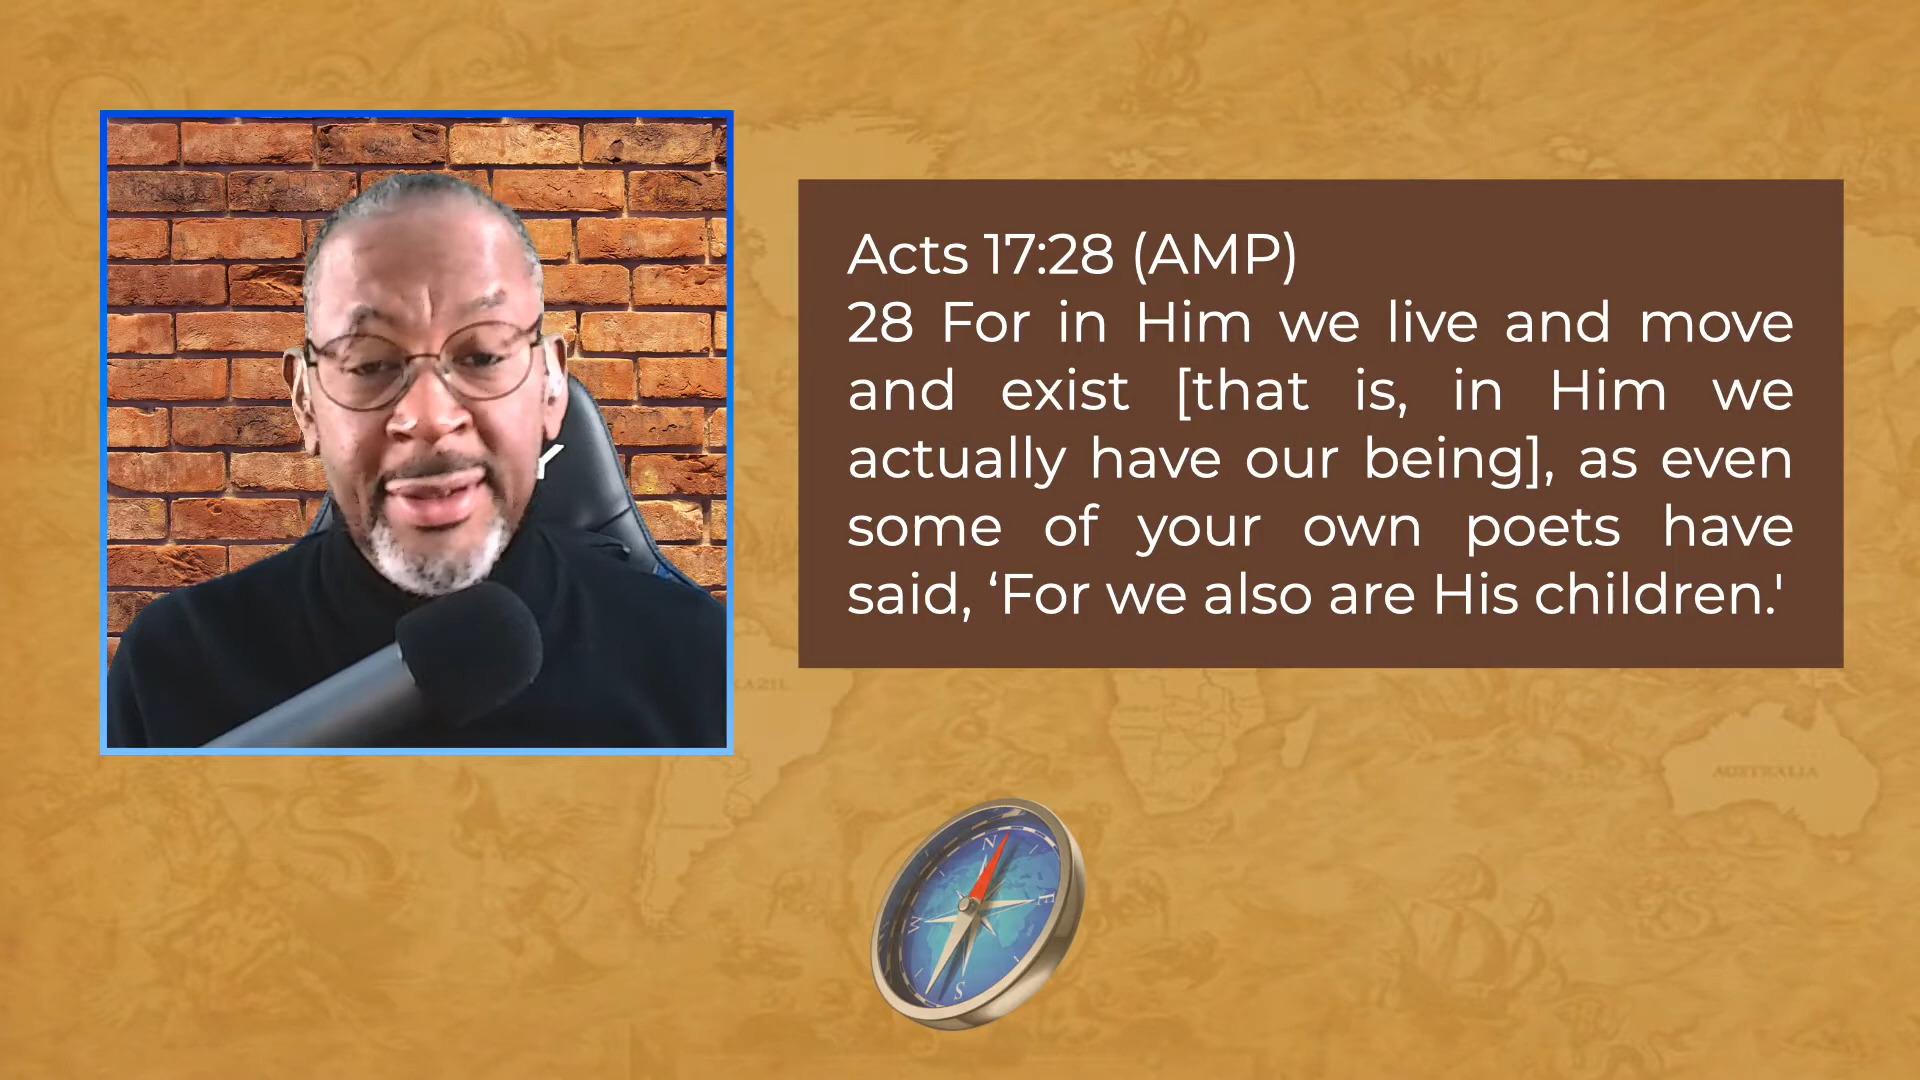 Acts 17:28 (AMP)
28 For in Him we live and move
and exist [that is, in Him we
actually have our being], as even
some of your own poets have
said, ‘For we also are His children.'
Y
AUSTRALIA
N
E
W
S